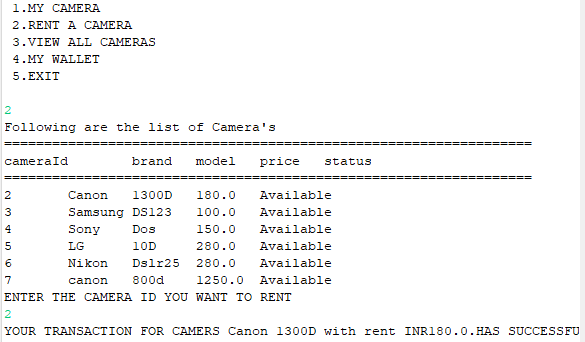 1.MY CAMERA
2.RENT A CAMERA
3.VIEW ALL CAMERAS
4.MY WALLET
5.EXIT
2
Following are the list of Camera's
===================================================================
cameraId brand model price status
===================================================================
2 Canon 1300D 180.0 Available
3 Samsung DS123 100.0 Available
4 Sony Dos 150.0 Available
5 LG 10D 280.0 Available
6 Nikon Dslr25 280.0 Available
7 canon 800d 1250.0 Available
ENTER THE CAMERA ID YOU WANT TO RENT
2
YOUR TRANSACTION FOR CAMERS Canon 1300D with rent INR180.0.HAS SUCCESSFU